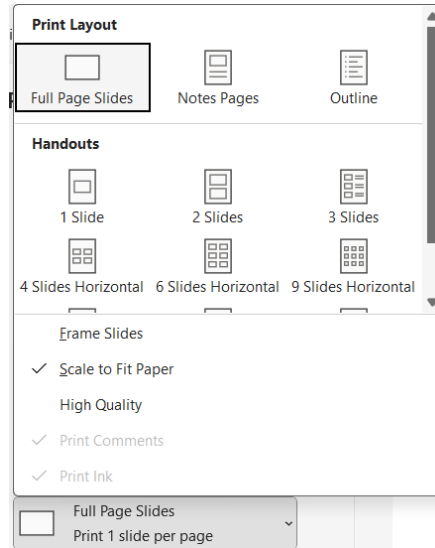 Print Layout
Full Page Slides Notes Pages Outline
Handouts
1 Slide 2 Slides 3 Slides
4 Slides Horizontal 6 Slides Horizontal 9 Slides Horizontal
Frame Slides
Scale to Fit Paper
High Quality
Print Comments
Print Ink
Full Page Slides
Print 1 slide per page